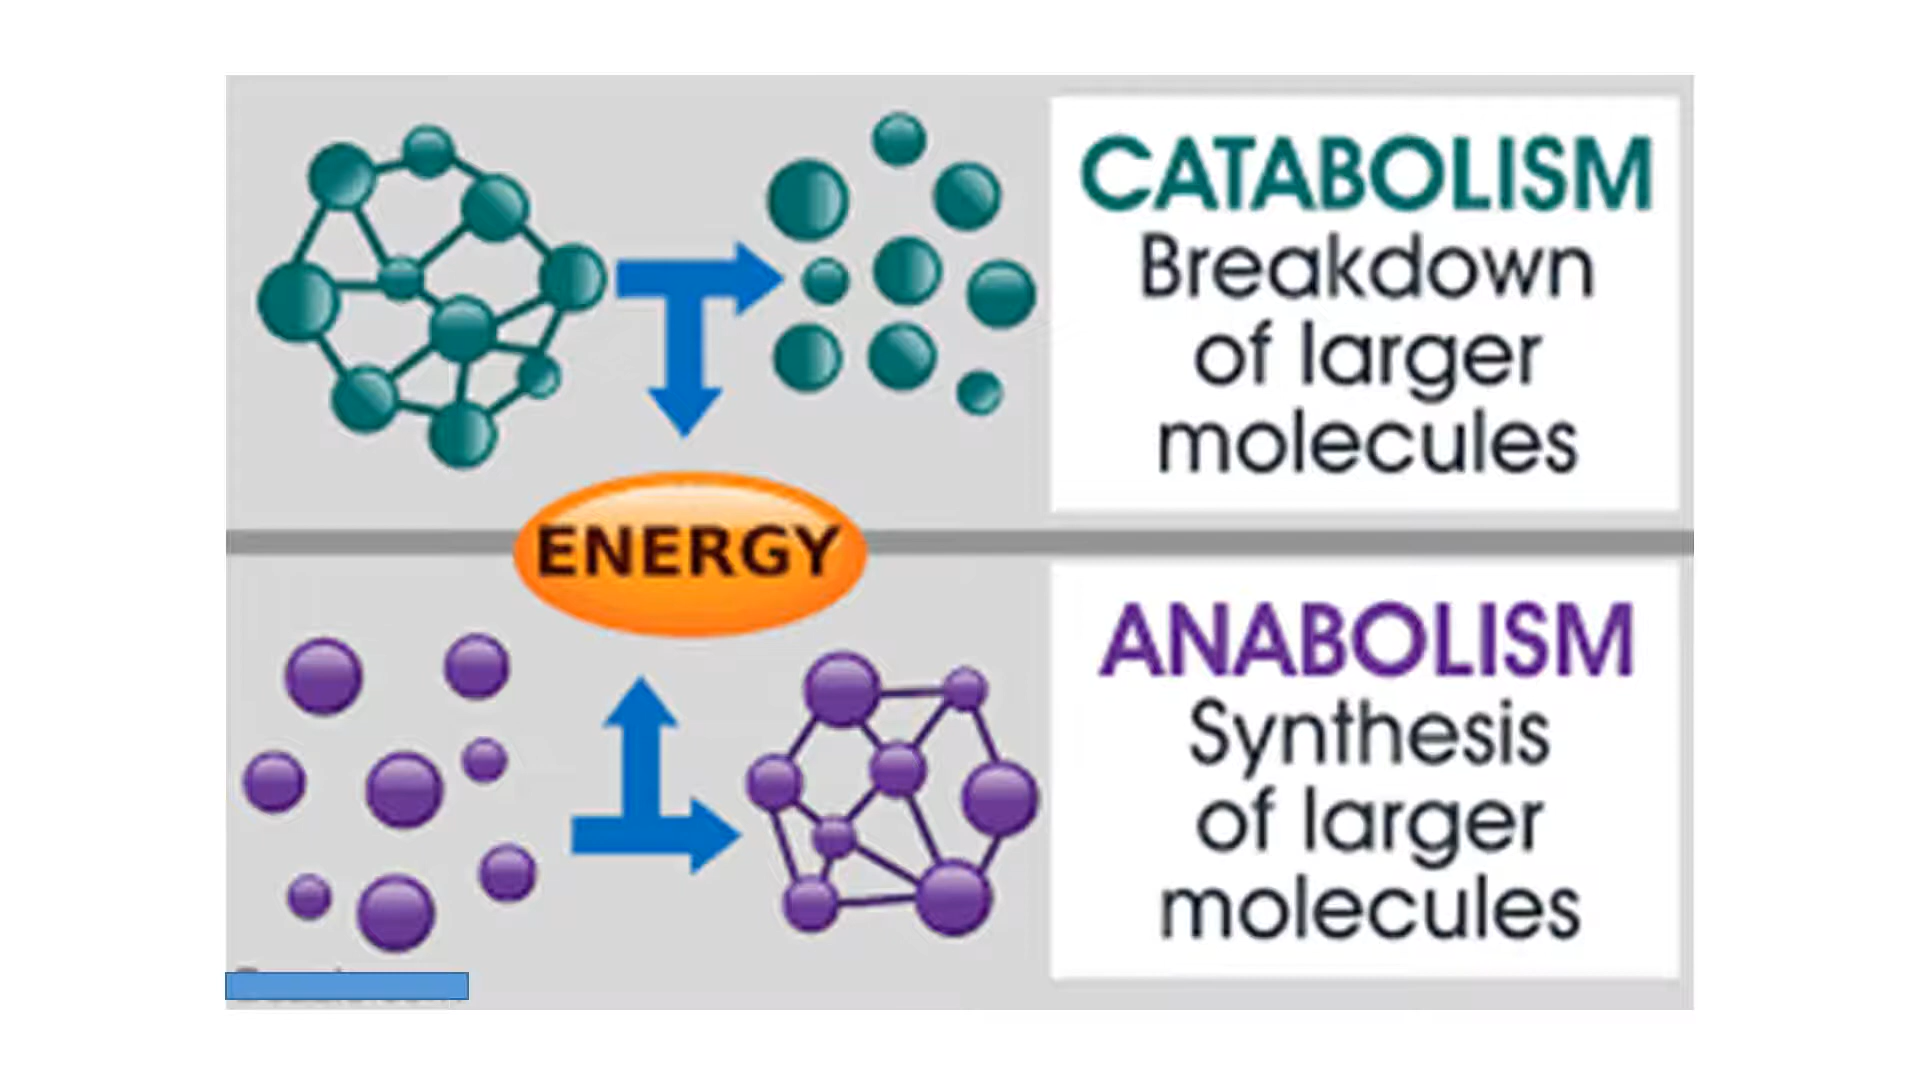 CATABOLISM
Breakdown
of larger
molecules
ENERGY
ANABOLISM
Synthesis
of larger
molecules